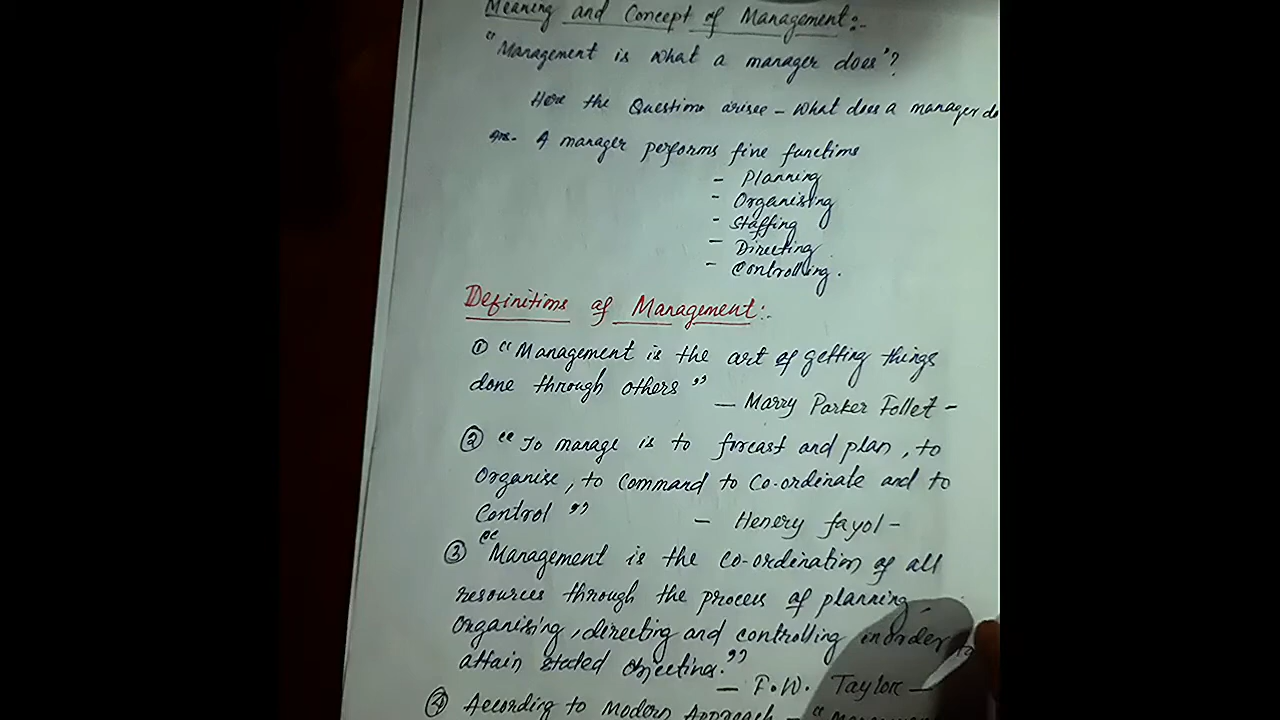 Meaning and Concept of Management:-
"Management is what a manager does"?
Here the Question arise - What does a manager do
Ans. A manager performs five functions
- Planning
- Organising
- Staffing
- Directing
- Controlling.
Definitions of Management:-
① "Management is the art of getting things
done through others"
- Marry Parker Follet -
② "To manage is to forcast and plan, to
Organise, to Command to Co-ordinate and to
Control"
- Henery fayol -
③ "Management is the co-ordination of all
resources through the process of planning,
Organising, directing and controlling in order to
attain stated objectives."
- F.W. Taylor -
④ According to Modern Approach - "Management